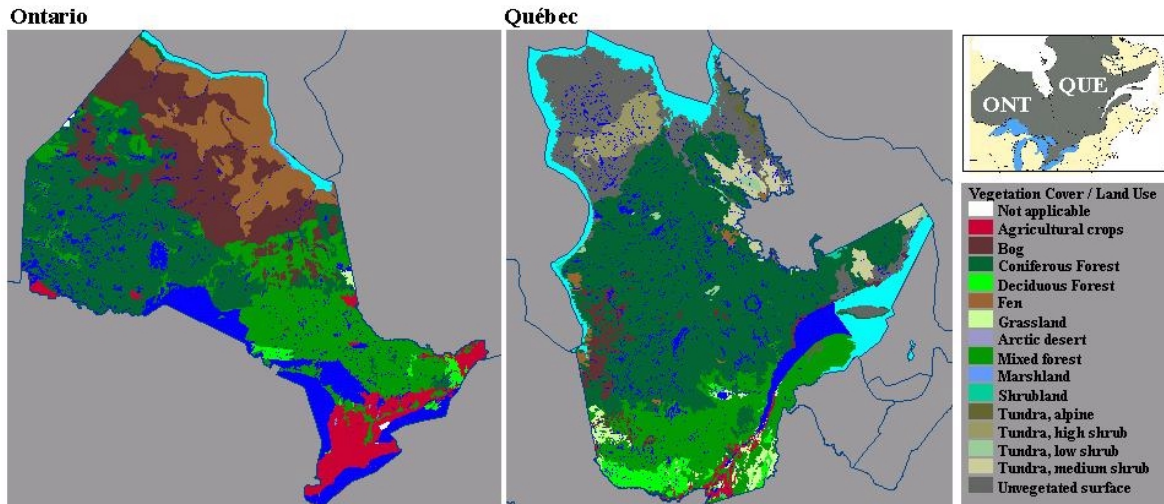 Ontario
Québec
ONT
QUE
Vegetation Cover / Land Use
Not applicable
Agricultural crops
Bog
Coniferous Forest
Deciduous Forest
Fen
Grassland
Arctic desert
Mixed forest
Marshland
Shrubland
Tundra, alpine
Tundra, high shrub
Tundra, low shrub
Tundra, medium shrub
Unvegetated surface